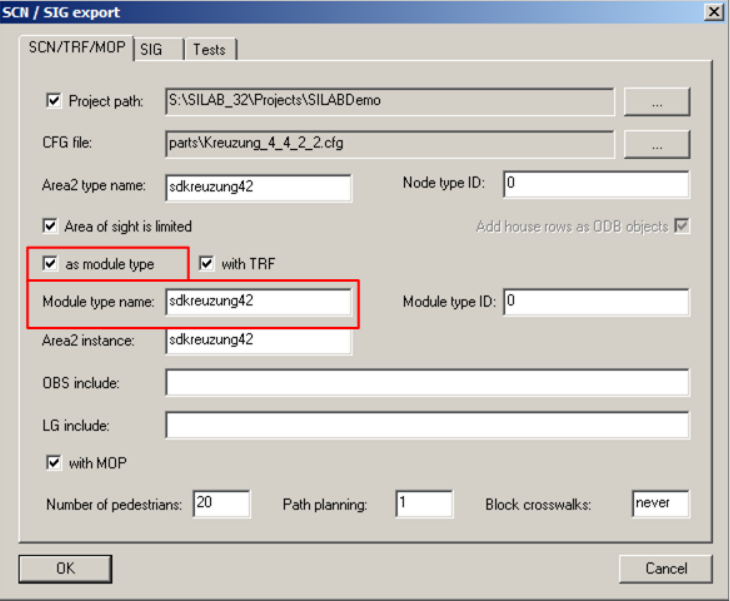 SCN / SIG export
SCN/TRF/MOP SIG Tests
Project path: S:\SILAB_32\Projects\SILABDemo ...
CFG file: parts\Kreuzung_4_4_2_2.cfg ...
Area2 type name: sdkreuzung42 Node type ID: 0
Area of sight is limited Add house rows as ODB objects
as module type with TRF
Module type name: sdkreuzung42 Module type ID: 0
Area2 instance: sdkreuzung42
OBS include:
LG include:
with MOP
Number of pedestrians: 20 Path planning: 1 Block crosswalks: never
OK Cancel